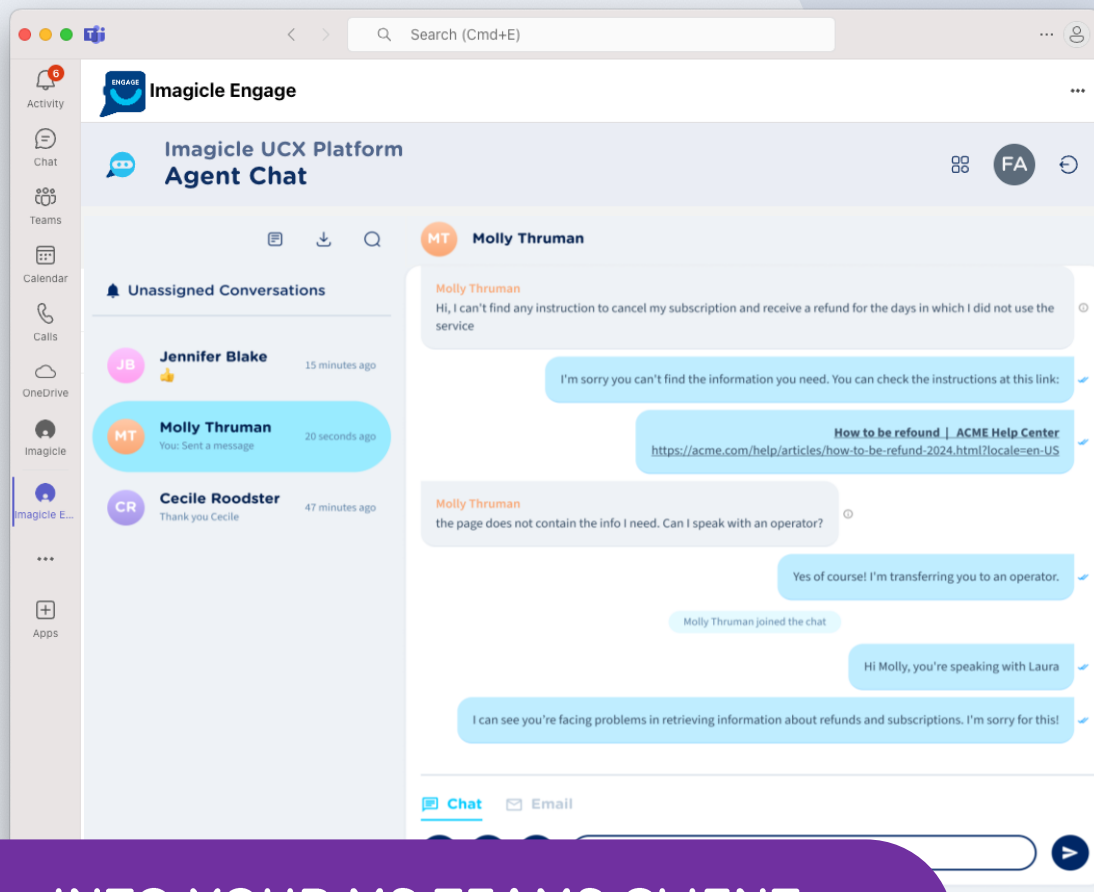 Search (Cmd+E)
6
Activity
Chat
Teams
Calendar
Calls
OneDrive
Imagicle
Imagicle E...
Apps
ENGAGE
Imagicle Engage
Imagicle UCX Platform
Agent Chat
FA
Unassigned Conversations
JB
Jennifer Blake
15 minutes ago
MT
Molly Thruman
You: Sent a message
20 seconds ago
CR
Cecile Roodster
Thank you Cecile
47 minutes ago
MT
Molly Thruman
Molly Thruman
Hi, I can't find any instruction to cancel my subscription and receive a refund for the days in which I did not use the
service
I'm sorry you can't find the information you need. You can check the instructions at this link:
How to be refound | ACME Help Center
https://acme.com/help/articles/how-to-be-refund-2024.html?locale=en-US
Molly Thruman
the page does not contain the info I need. Can I speak with an operator?
Yes of course! I'm transferring you to an operator.
Molly Thruman joined the chat
Hi Molly, you're speaking with Laura
I can see you're facing problems in retrieving information about refunds and subscriptions. I'm sorry for this!
Chat
Email
INTO YOUR MS TEAMS CLIENT